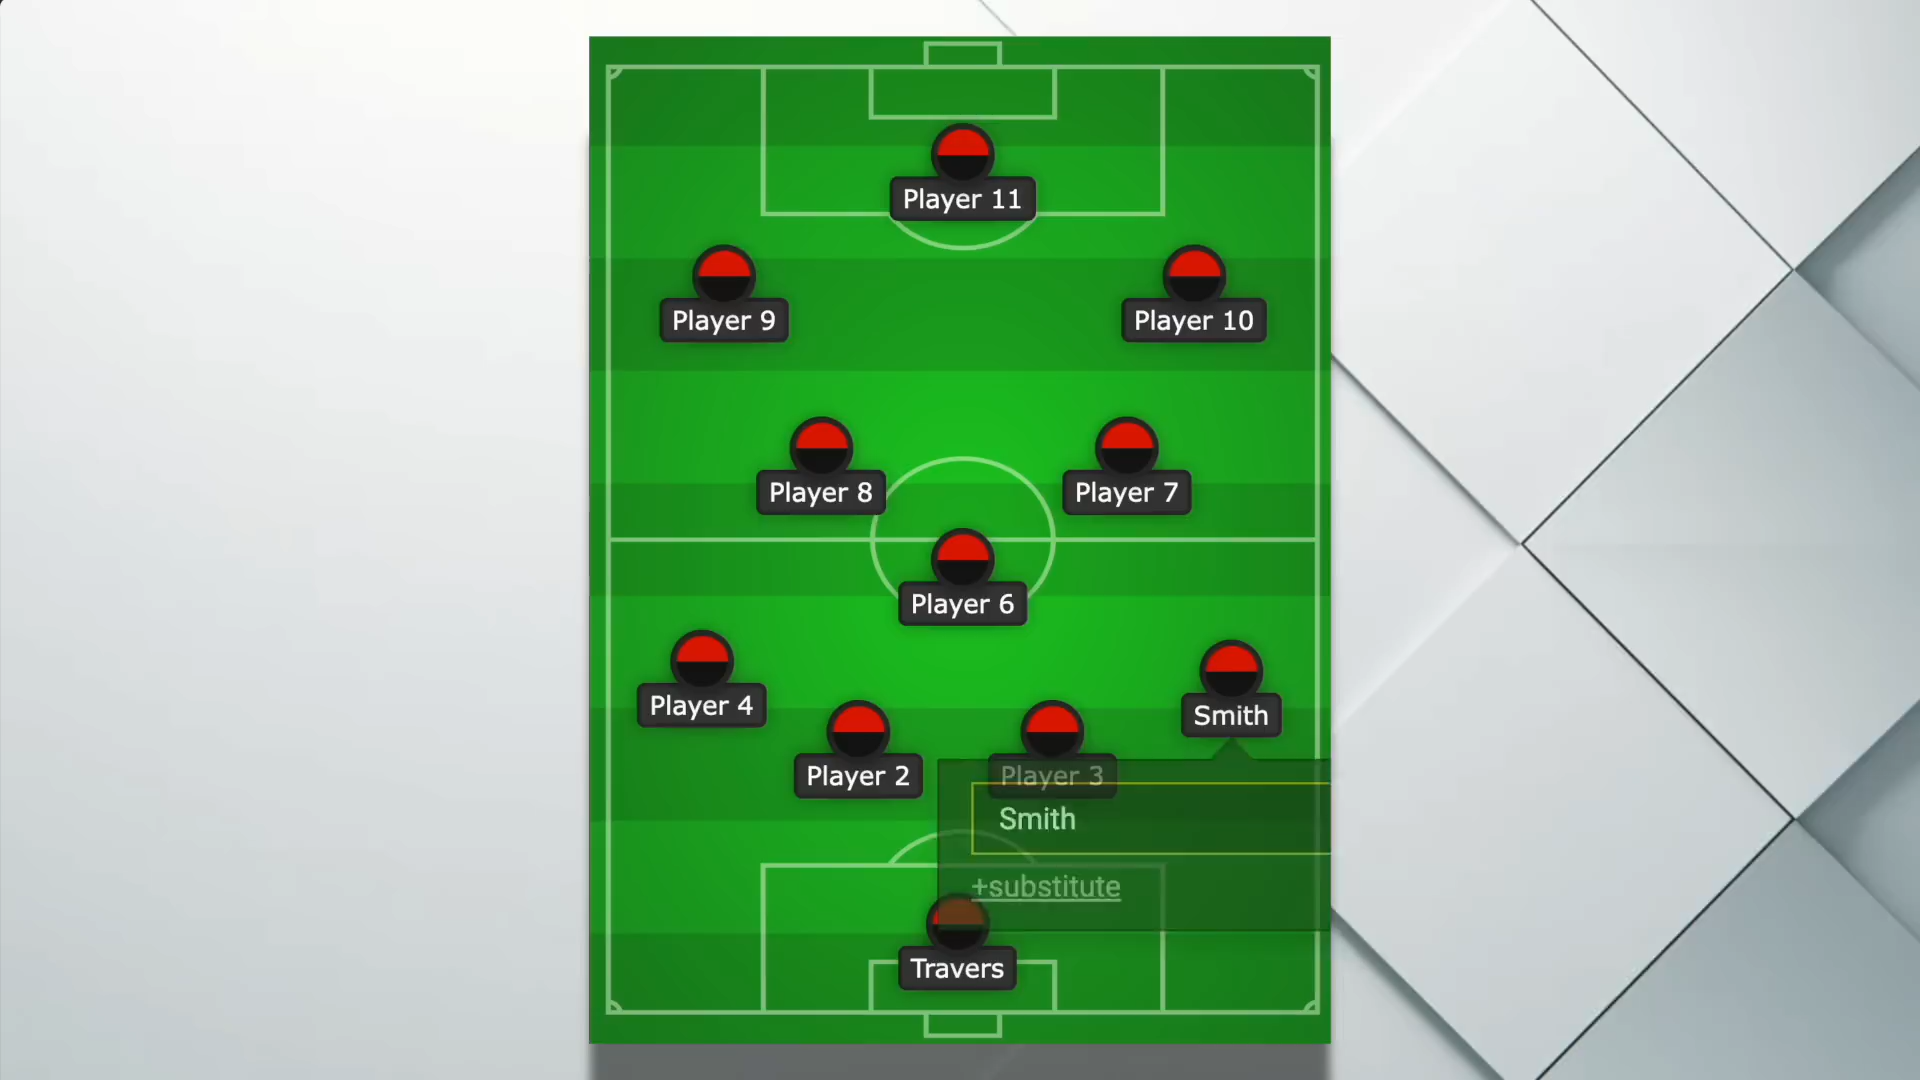 Player 11
Player 9
Player 10
Player 8
Player 7
Player 6
Player 4
Smith
Player 2
Player 3
Smith
+substitute
Travers